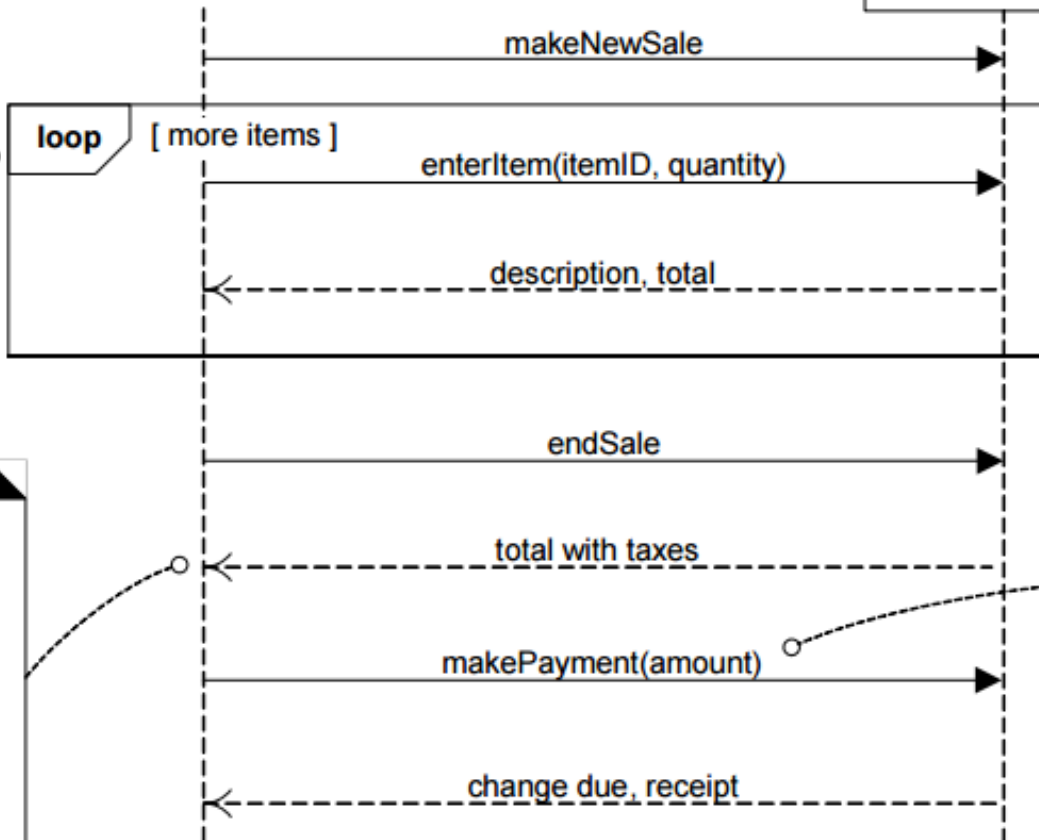 makeNewSale
loop
[ more items ]
enterItem(itemID, quantity)
description, total
endSale
total with taxes
makePayment(amount)
change due, receipt